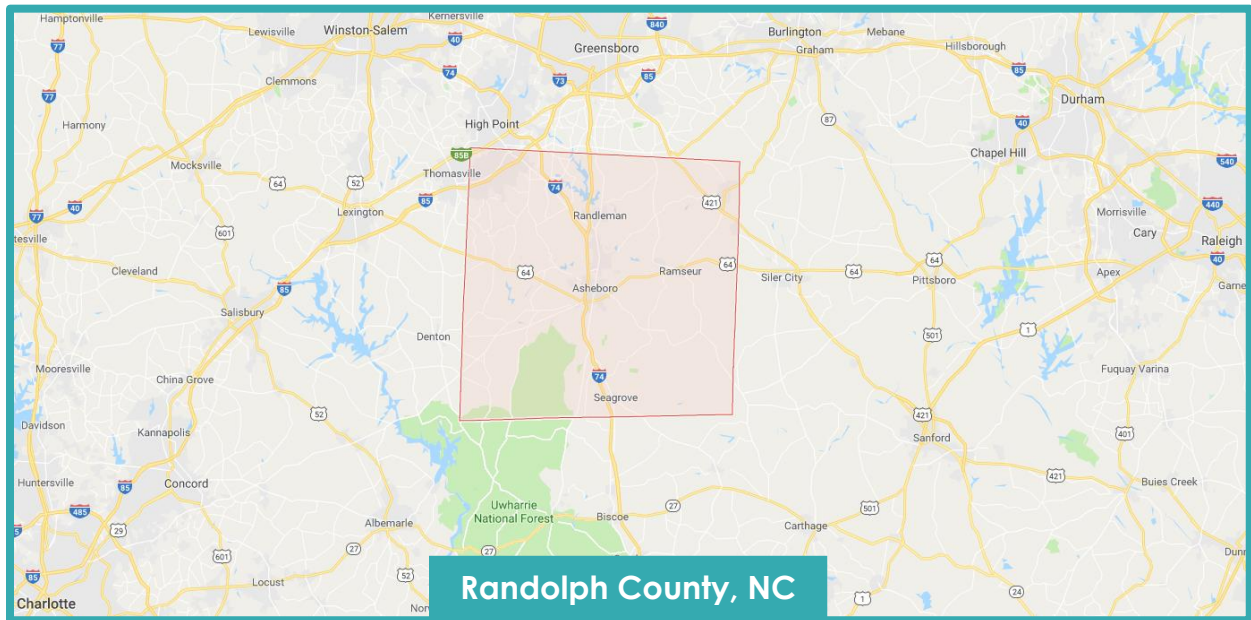 Hamptonville
Kernersville
840
Lewisville
Winston-Salem
Burlington
Mebane
77
40
Greensboro
Graham
Hillsborough
74
73
85
85
Clemmons
Durham
77
87
40
Harmony
High Point
Chapel Hill
Mocksville
85B
Thomasville
540
64
52
74
40
77
Lexington
85
Randleman
421
Morrisville
440
601
Cary
Raleigh
tesville
64
40
Cleveland
64
Ramseur
64
Siler City
64
Pittsboro
Apex
Garne
85
Asheboro
Salisbury
1
Denton
501
Mooresville
74
Fuquay Varina
China Grove
Seagrove
52
421
Davidson
Kannapolis
401
Sanford
Huntersville
85
Concord
421
Buies Creek
485
Uwharrie
National Forest
27
501
Biscoe
29
Albemarle
Carthage
27
27
601
Dunn
85
Locust
52
Nor
24
1
Charlotte
Randolph County, NC